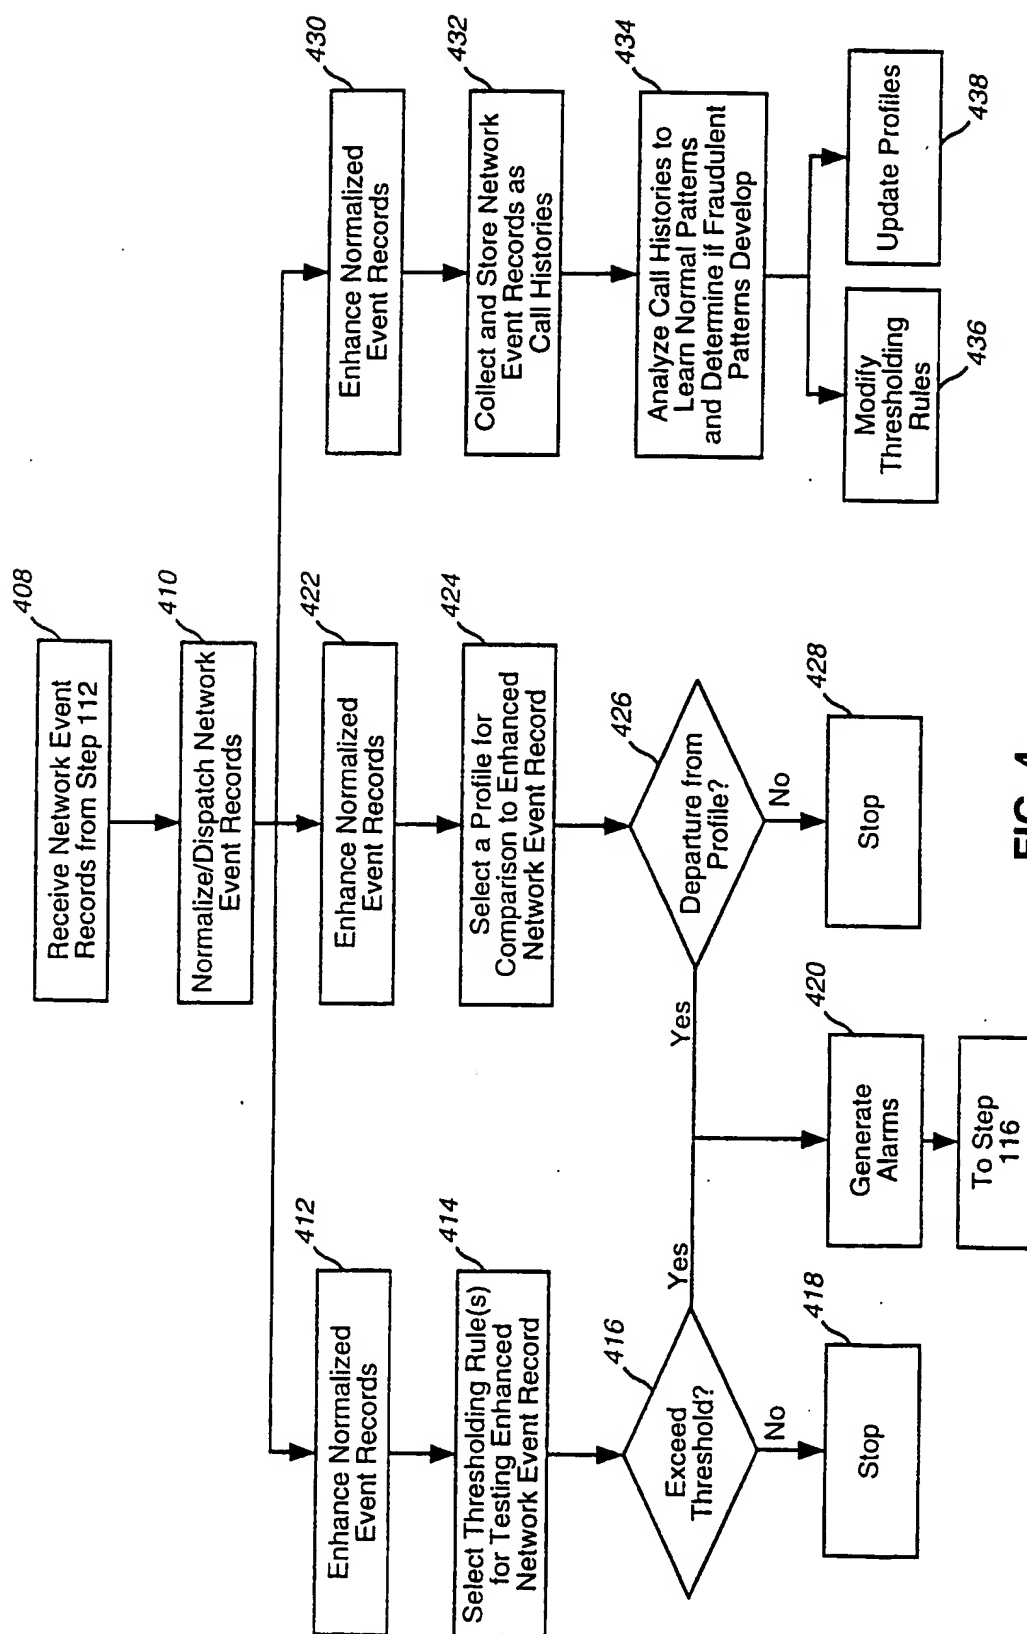 408
Receive Network Event
Records from Step 112
410
Normalize/Dispatch Network
Event Records
412
Enhance Normalized
Event Records
414
Select Thresholding Rule(s)
for Testing Enhanced
Network Event Record
416
Exceed
Threshold?
Yes
No
418
Stop
422
Enhance Normalized
Event Records
424
Select a Profile for
Comparison to Enhanced
Network Event Record
426
Departure from
Profile?
Yes
No
428
Stop
420
Generate
Alarms
To Step
116
430
Enhance Normalized
Event Records
432
Collect and Store Network
Event Records as
Call Histories
434
Analyze Call Histories to
Learn Normal Patterns
and Determine if Fraudulent
Patterns Develop
Modify
Thresholding
Rules
436
Update Profiles
438